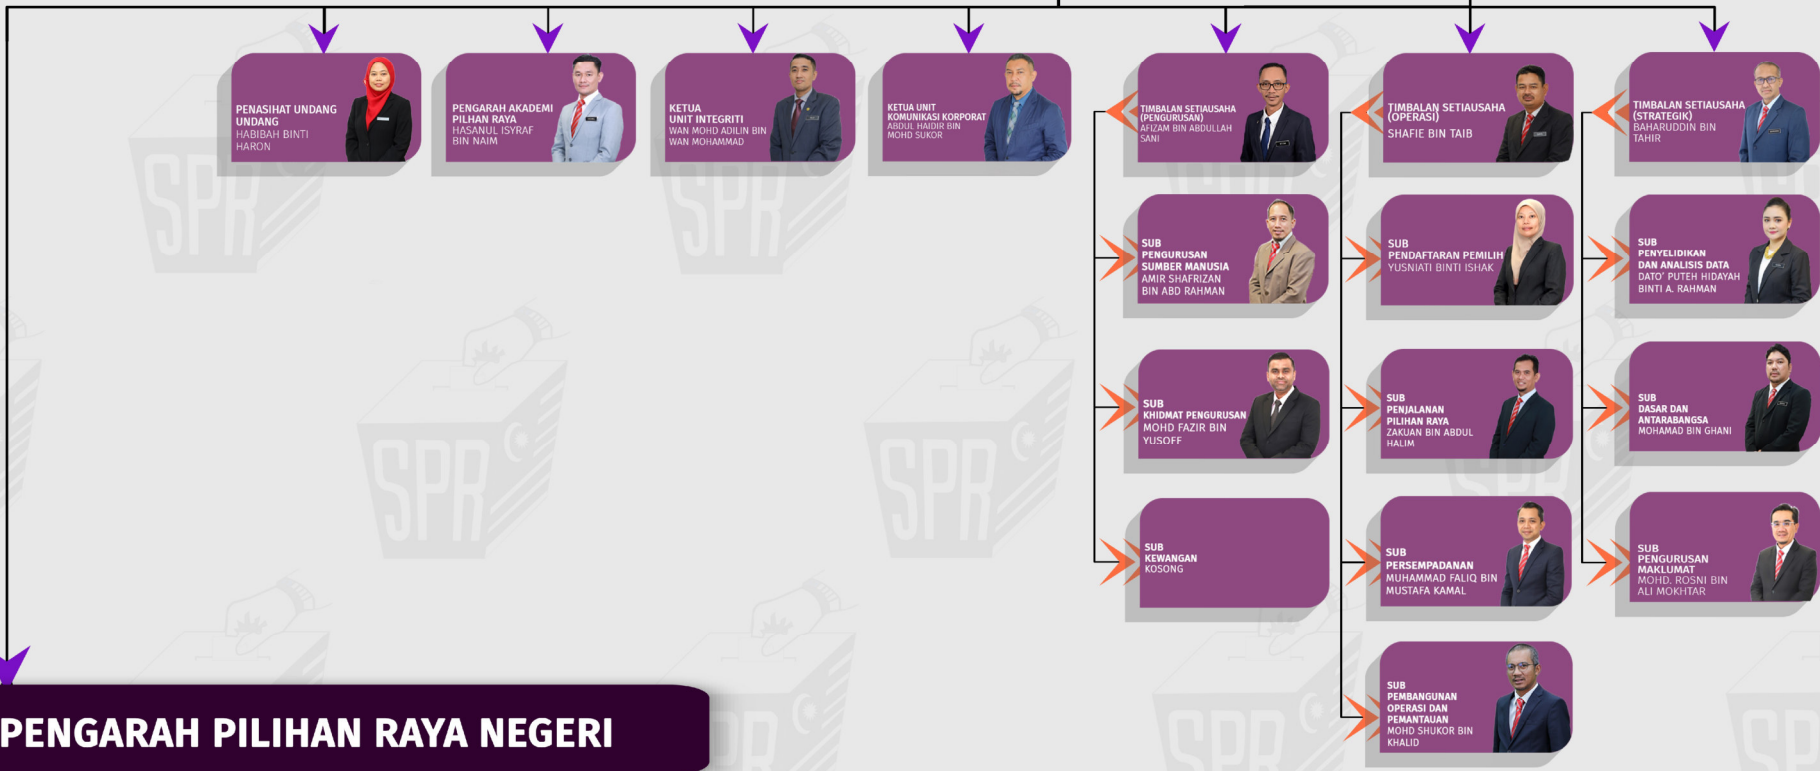 PENASIHAT UNDANG
UNDANG
HABIBAH BINTI
HARON
PENGARAH AKADEMI
PILHAN RAYA
HASANUL ISYRAF
BIN NAIM
KETUA
UNIT INTEGRITI
WAN MOHD ADILIN BIN
WAN MOHAMMAD
KETUA UNIT
KOMUNIKASI KORPORAT
ABDUL HAIDIR BIN
MOHD SUKOR
TIMBALAN SETIAUSAHA
(PENGURUSAN)
AFIZAM BIN ABDULLAH
SANI
TIMBALAN SETIAUSAHA
(OPERASI)
SHAFIE BIN TAIB
TIMBALAN SETIAUSAHA
(STRATEGIK)
BAHARUDDIN BIN
TAHIR
SUB
PENGURUSAN
SUMBER MANUSIA
AMIR SHAFRIZAN
BIN ABD RAHMAN
SUB
PENDAFTARAN PEMILIH
YUSNIATI BINTI ISHAK
SUB
PENYELIDIKAN
DAN ANALISIS DATA
DATO' PUTEH HIDAYAH
BINTI A. RAHMAN
SUB
KHIDMAT PENGURUSAN
MOHD FAZIR BIN
YUSOFF
SUB
PENJALANAN
PILIHAN RAYA
ZAKUAN BIN ABDUL
HALIM
SUB
DASAR DAN
ANTARABANGSA
MOHAMAD BIN GHANI
SUB
KEWANGAN
KOSONG
SUB
PERSEMPADANAN
MUHAMMAD FALIQ BIN
MUSTAFA KAMAL
SUB
PENGURUSAN
MAKLUMAT
MOHD. ROSNI BIN
ALI MOKHTAR
SUB
PEMBANGUNAN
OPERASI DAN
PEMANTAUAN
MOHD SHUKOR BIN
KHALID
PENGARAH PILIHAN RAYA NEGERI
SPR
SPR
SPR
SPR